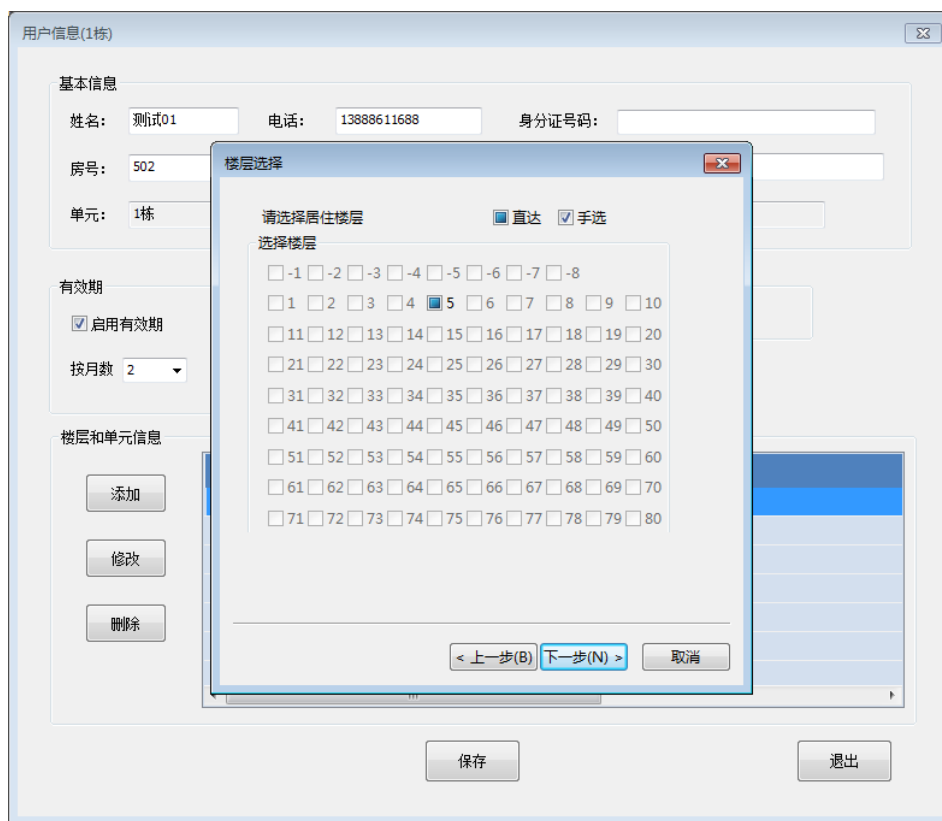 用户信息(1栋)
基本信息
姓名： 测试01 电话： 13888611688 身分证号码：
房号： 502
单元： 1栋
有效期
启用有效期
按月数 2
楼层和单元信息
添加
修改
删除
楼层选择
请选择居住楼层 直达 手选
选择楼层
-1 -2 -3 -4 -5 -6 -7 -8
1 2 3 4 5 6 7 8 9 10
11 12 13 14 15 16 17 18 19 20
21 22 23 24 25 26 27 28 29 30
31 32 33 34 35 36 37 38 39 40
41 42 43 44 45 46 47 48 49 50
51 52 53 54 55 56 57 58 59 60
61 62 63 64 65 66 67 68 69 70
71 72 73 74 75 76 77 78 79 80
< 上一步(B) 下一步(N) > 取消
保存 退出